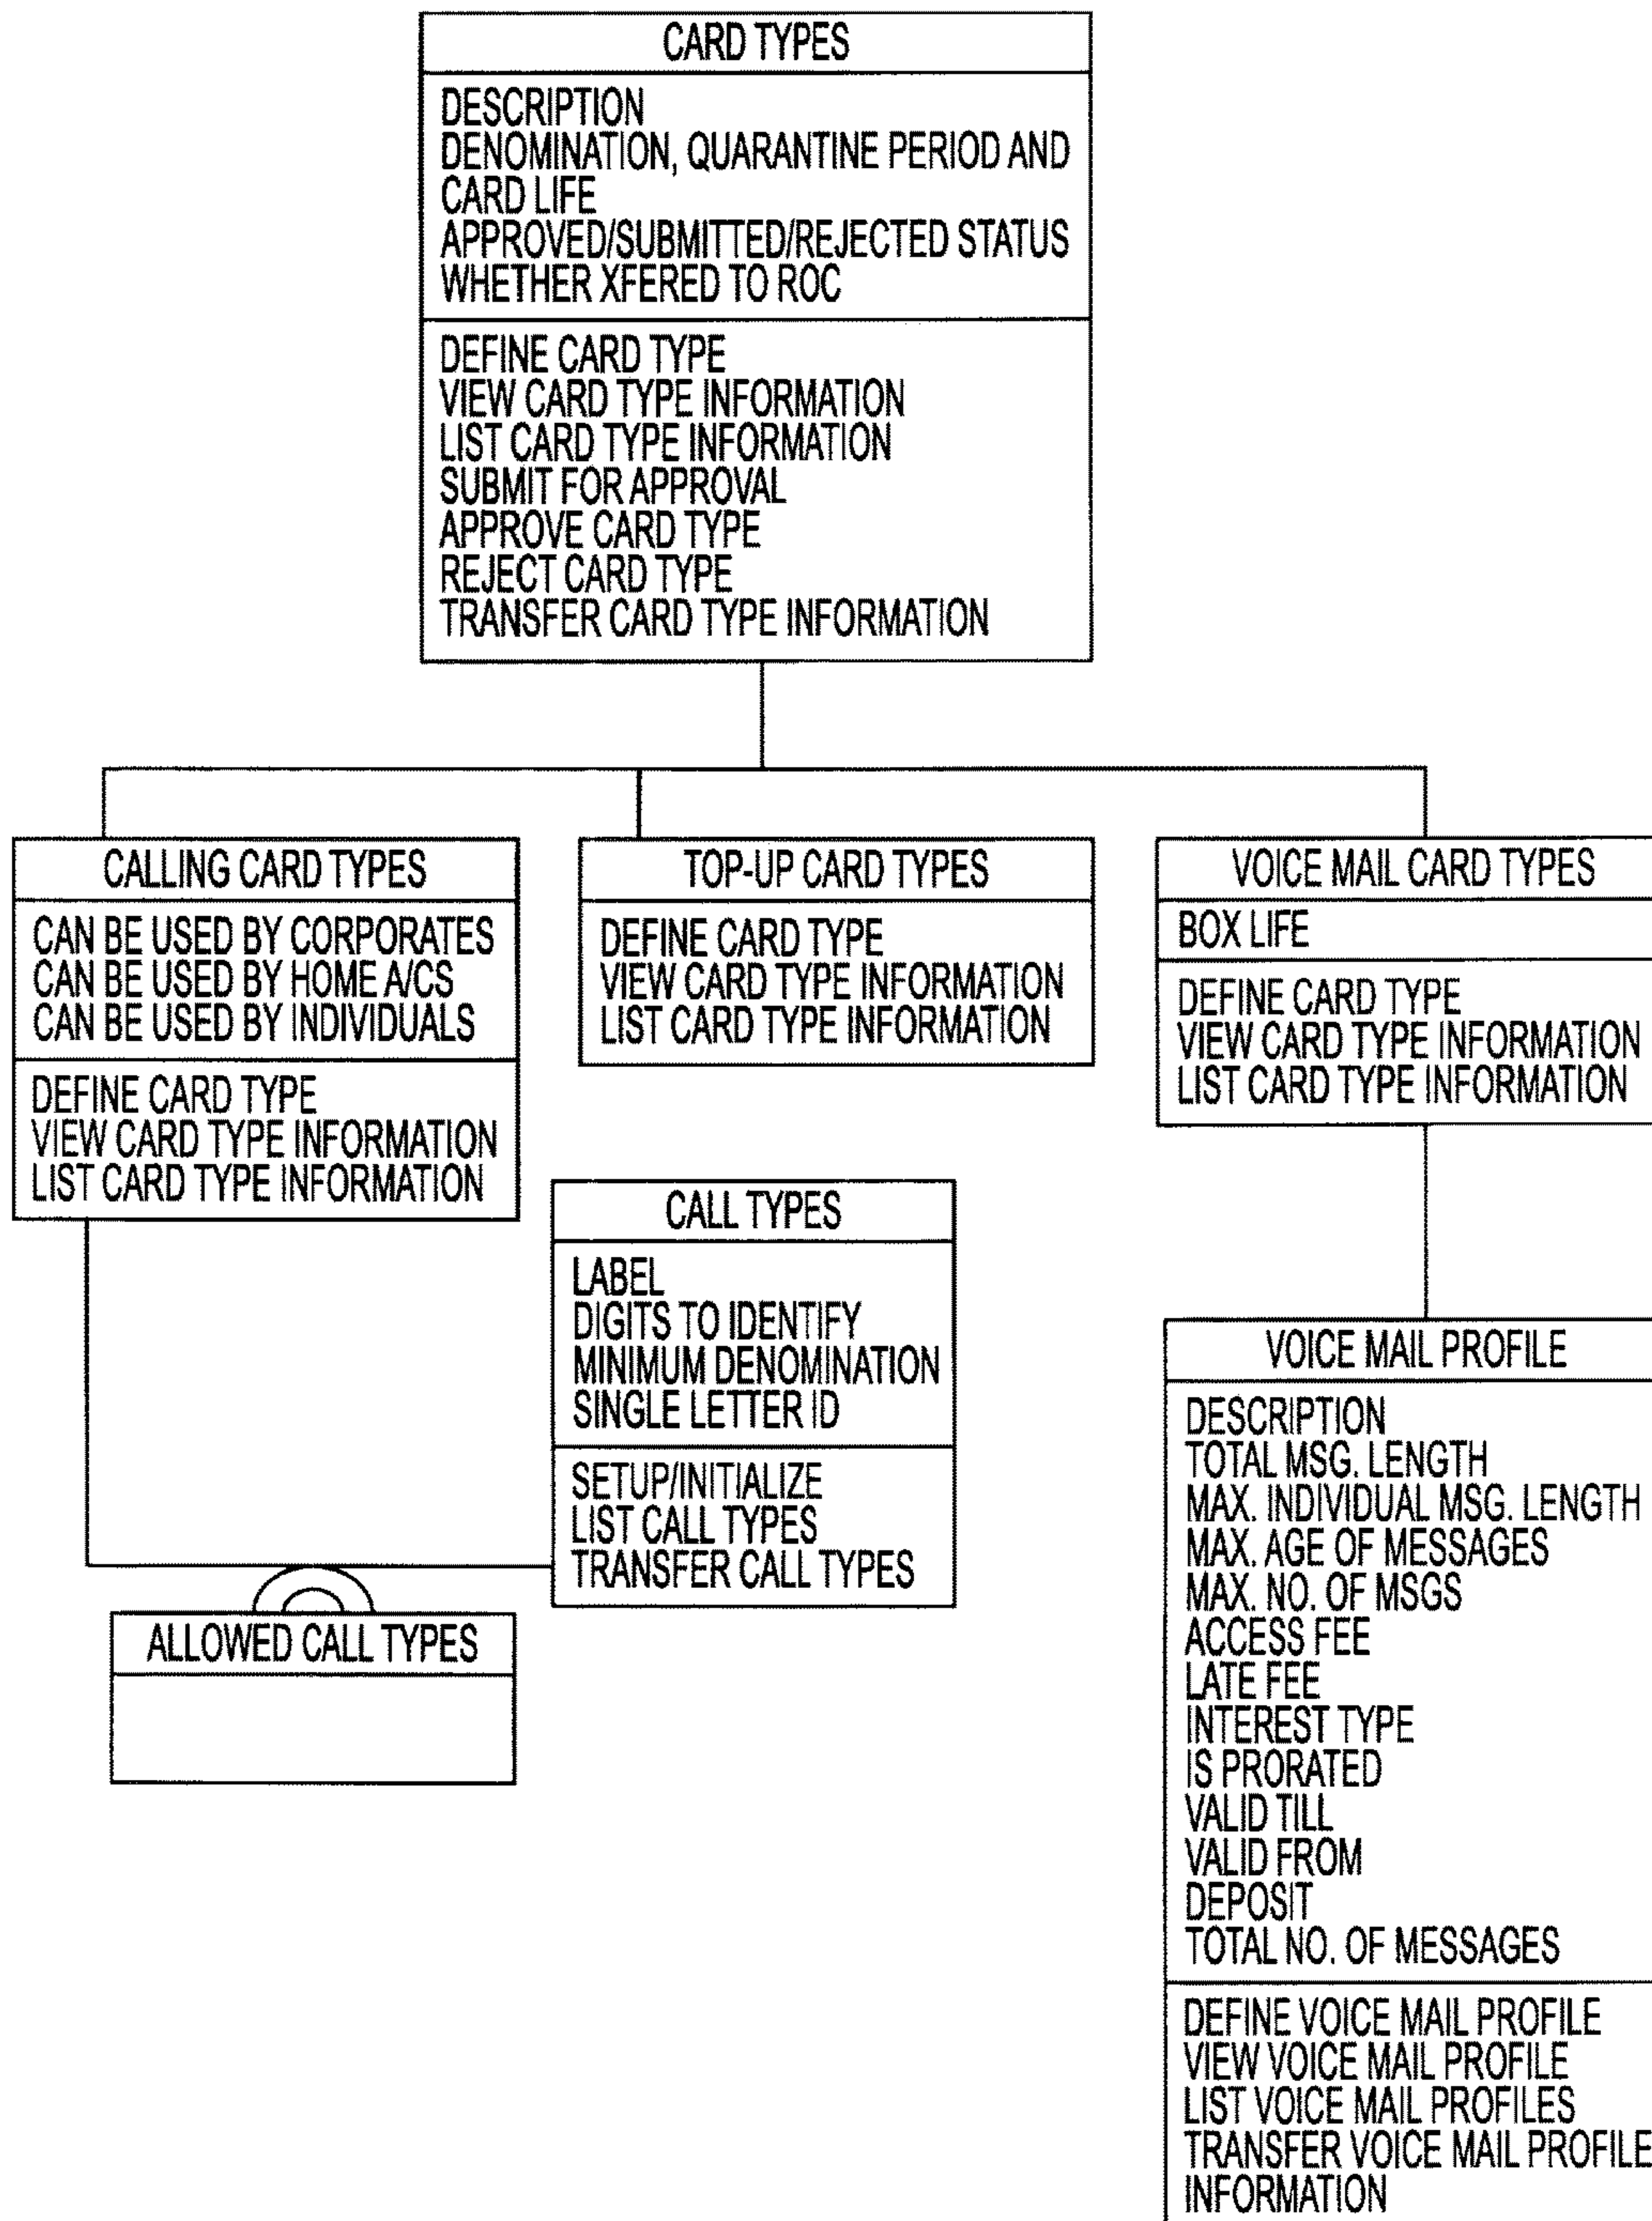 CARD TYPES
DESCRIPTION
DENOMINATION, QUARANTINE PERIOD AND
CARD LIFE
APPROVED/SUBMITTED/REJECTED STATUS
WHETHER XFERED TO ROC
DEFINE CARD TYPE
VIEW CARD TYPE INFORMATION
LIST CARD TYPE INFORMATION
SUBMIT FOR APPROVAL
APPROVE CARD TYPE
REJECT CARD TYPE
TRANSFER CARD TYPE INFORMATION
CALLING CARD TYPES
CAN BE USED BY CORPORATES
CAN BE USED BY HOME A/CS
CAN BE USED BY INDIVIDUALS
DEFINE CARD TYPE
VIEW CARD TYPE INFORMATION
LIST CARD TYPE INFORMATION
TOP-UP CARD TYPES
DEFINE CARD TYPE
VIEW CARD TYPE INFORMATION
LIST CARD TYPE INFORMATION
VOICE MAIL CARD TYPES
BOX LIFE
DEFINE CARD TYPE
VIEW CARD TYPE INFORMATION
LIST CARD TYPE INFORMATION
CALL TYPES
LABEL
DIGITS TO IDENTIFY
MINIMUM DENOMINATION
SINGLE LETTER ID
SETUP/INITIALIZE
LIST CALL TYPES
TRANSFER CALL TYPES
ALLOWED CALL TYPES
VOICE MAIL PROFILE
DESCRIPTION
TOTAL MSG. LENGTH
MAX. INDIVIDUAL MSG. LENGTH
MAX. AGE OF MESSAGES
MAX. NO. OF MSGS
ACCESS FEE
LATE FEE
INTEREST TYPE
IS PRORATED
VALID TILL
VALID FROM
DEPOSIT
TOTAL NO. OF MESSAGES
DEFINE VOICE MAIL PROFILE
VIEW VOICE MAIL PROFILE
LIST VOICE MAIL PROFILES
TRANSFER VOICE MAIL PROFILE
INFORMATION